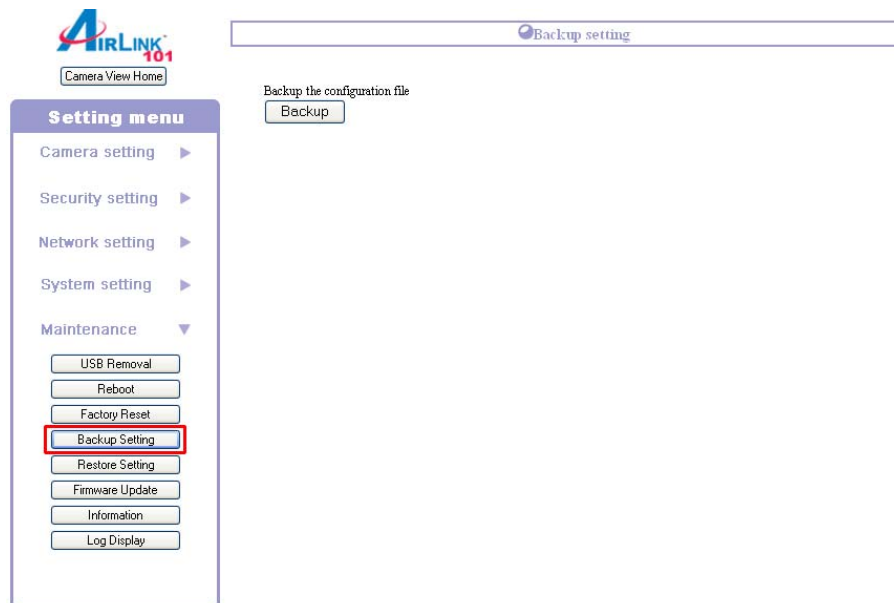 AIRLINK
101
Camera View Home
Setting menu
Camera setting
Security setting
Network setting
System setting
Maintenance
USB Removal
Reboot
Factory Reset
Backup Setting
Restore Setting
Firmware Update
Information
Log Display
Backup setting
Backup the configuration file
Backup